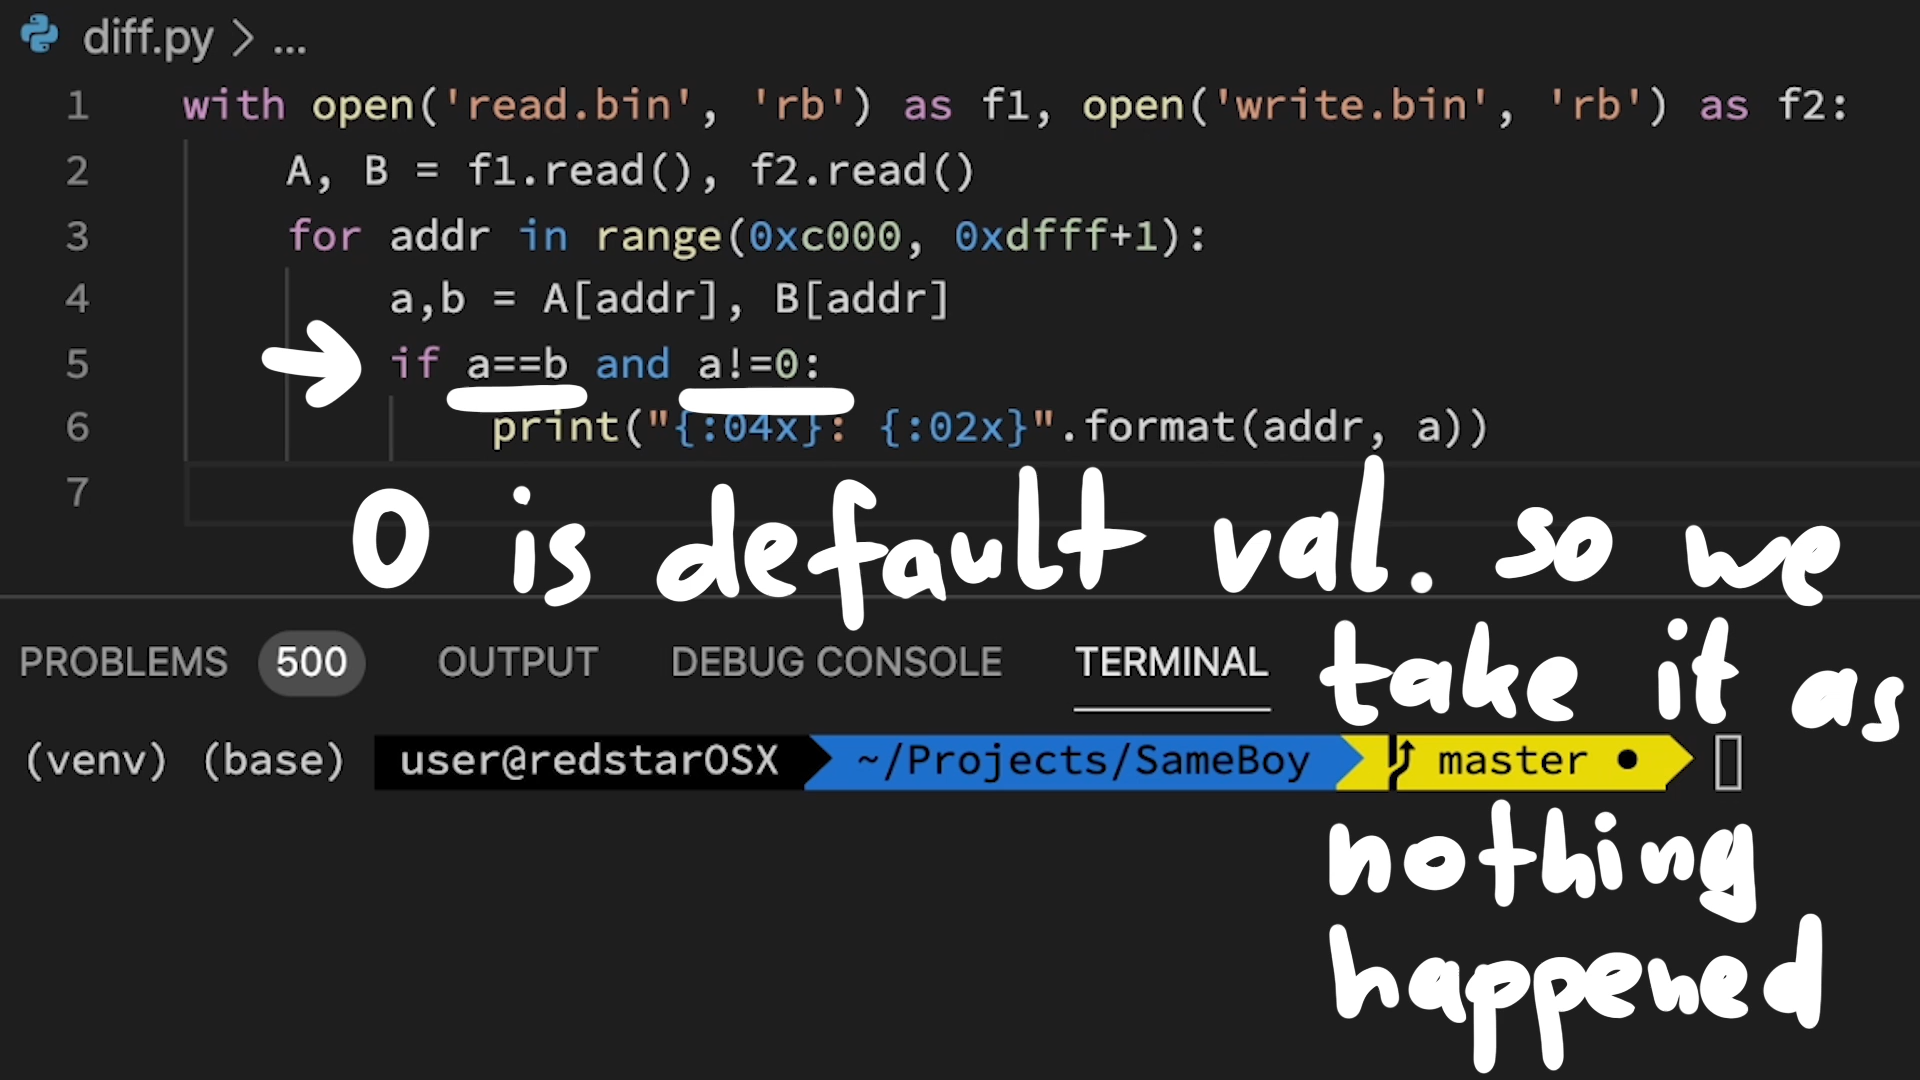 diff.py > ...
1 with open('read.bin', 'rb') as f1, open('write.bin', 'rb') as f2:
2 A, B = f1.read(), f2.read()
3 for addr in range(0xc000, 0xdfff+1):
4 a,b = A[addr], B[addr]
5 if a==b and a!=0:
6 print("{:04x}: {:02x}".format(addr, a))
7
0 is default val. so we
take it as
PROBLEMS 500 OUTPUT DEBUG CONSOLE TERMINAL
(venv) (base) user@redstarOSX ~/Projects/SameBoy master ●
nothing
happened